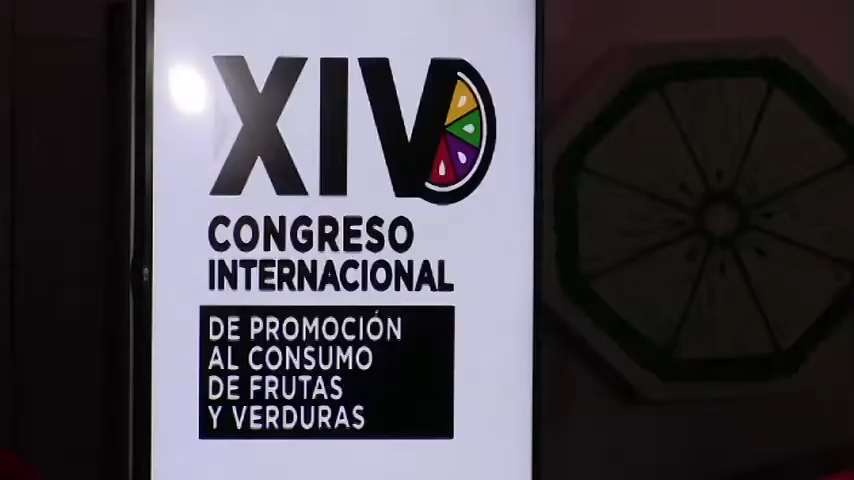 XIV
CONGRESO
INTERNACIONAL
DE PROMOCIÓN
AL CONSUMO
DE FRUTAS
Y VERDURAS